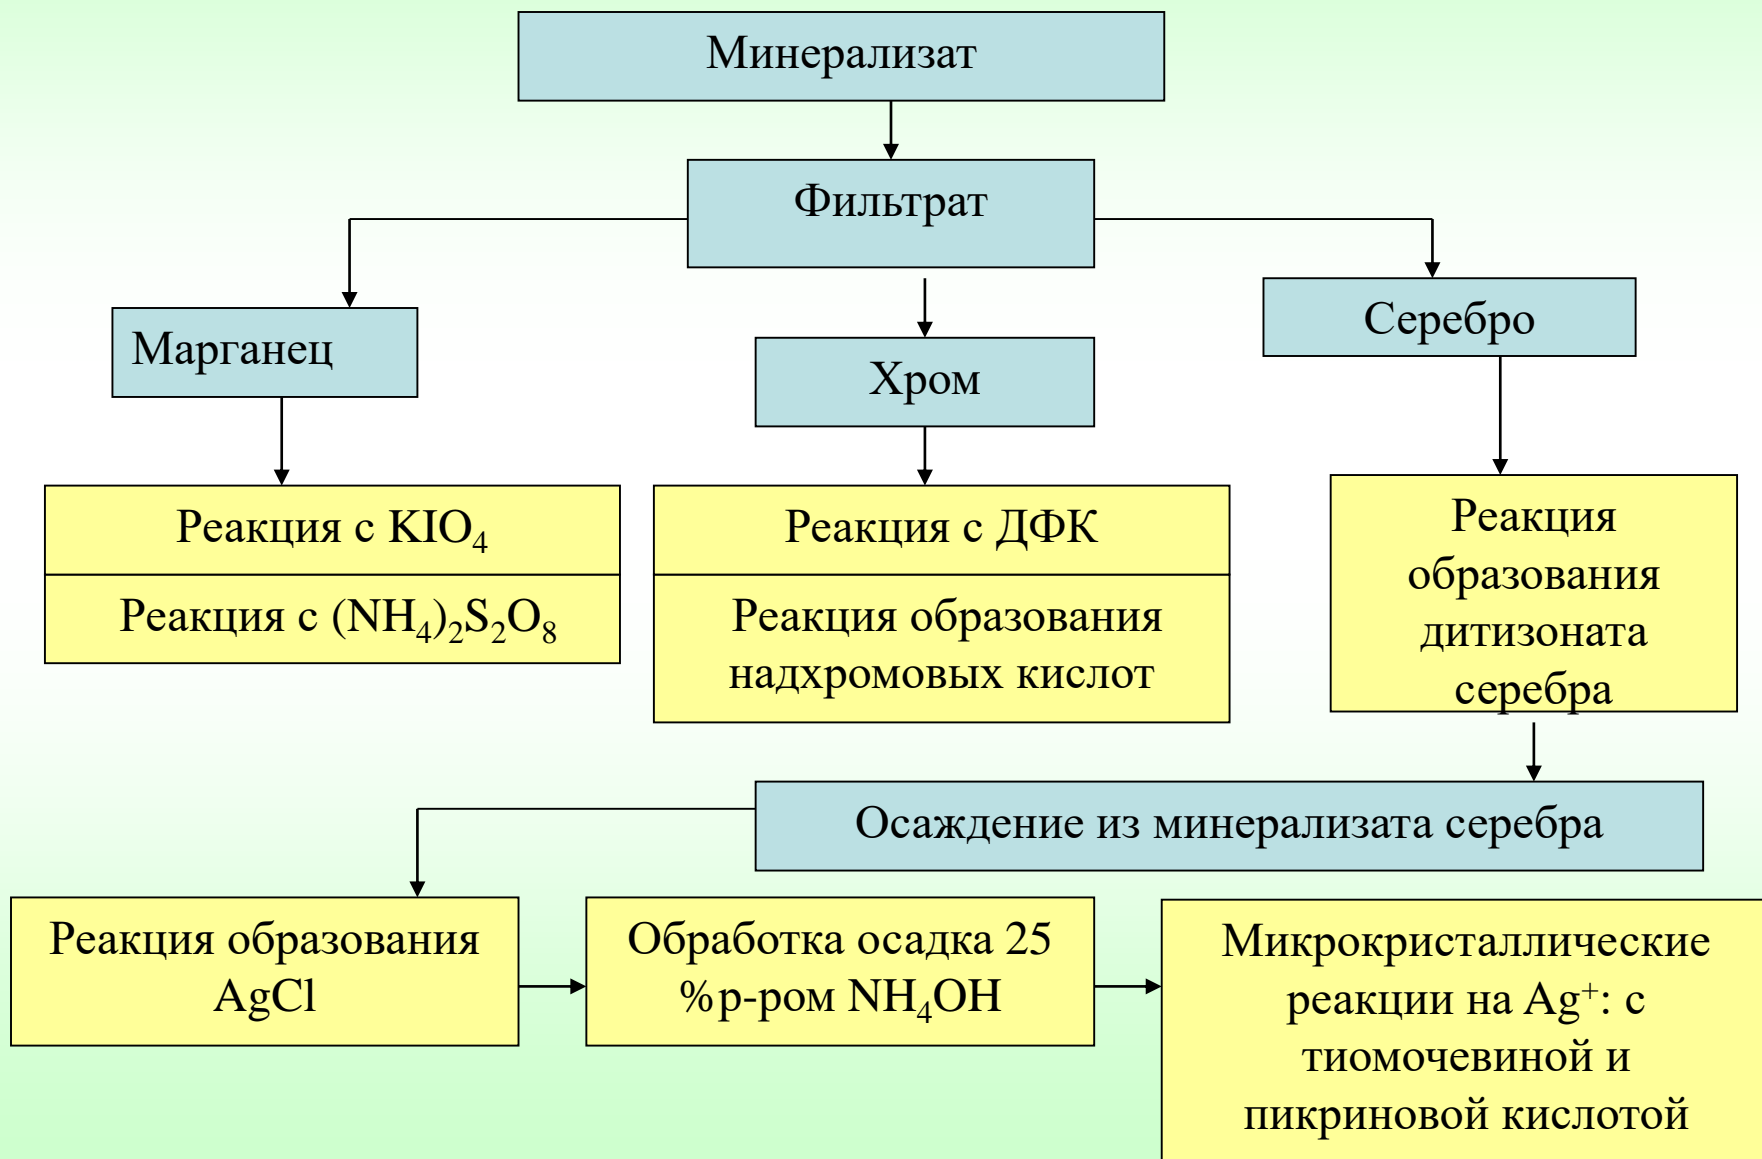 Минерализат
Фильтрат
Марганец
Хром
Серебро
Реакция с KIO₄
Реакция с (NH₄)₂S₂O₈
Реакция с ДФК
Реакция образования
надхромовых кислот
Реакция
образования
дитизоната
серебра
Осаждение из минерализата серебра
Реакция образования
AgCl
Обработка осадка 25
%р-ром NH₄OH
Микрокристаллические
реакции на Ag⁺: с
тиомочевиной и
пикриновой кислотой